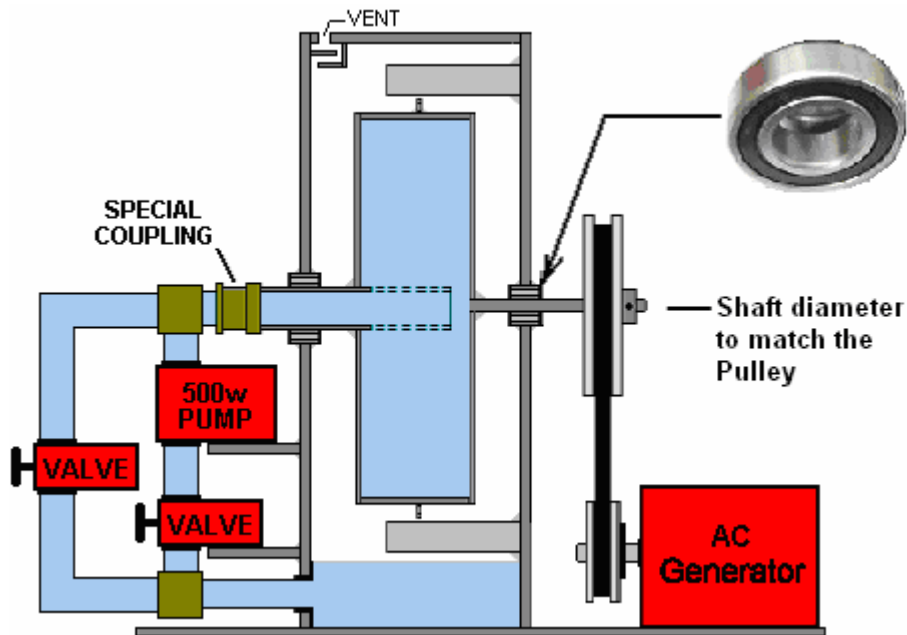 VENT
SPECIAL
COUPLING
Shaft diameter
to match the
Pulley
500w
PUMP
VALVE
VALVE
AC
Generator